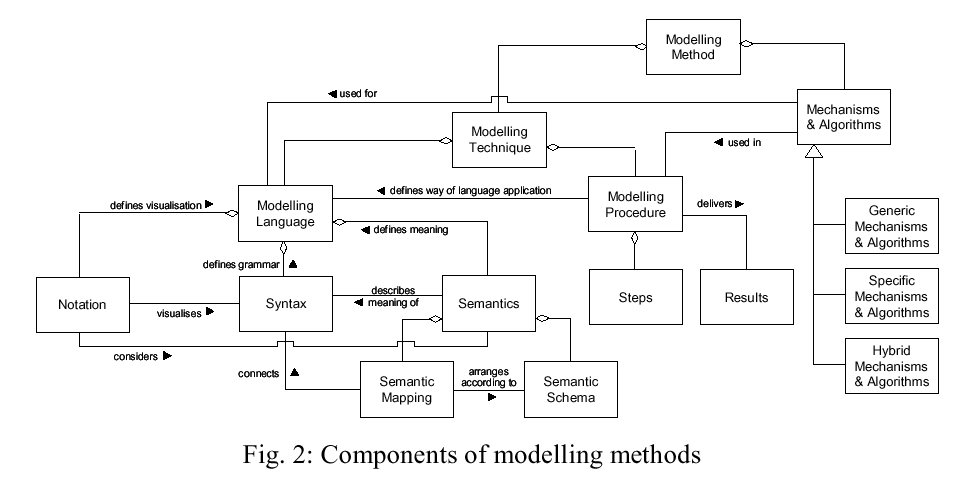 Modelling
Method
◄ used for
Mechanisms
& Algorithms
Modelling
Technique
◄ used in
◄ defines way of language application
Modelling
Language
Modelling
Procedure
defines visualisation ►
delivers ►
◄ defines meaning
Generic
Mechanisms
& Algorithms
defines grammar ▲
Notation
Syntax
describes
◄ meaning of
Semantics
Steps
Results
Specific
Mechanisms
& Algorithms
visualises ►
considers ►
connects ▲
Semantic
Mapping
arranges
according to
►
Semantic
Schema
Hybrid
Mechanisms
& Algorithms
Fig. 2: Components of modelling methods